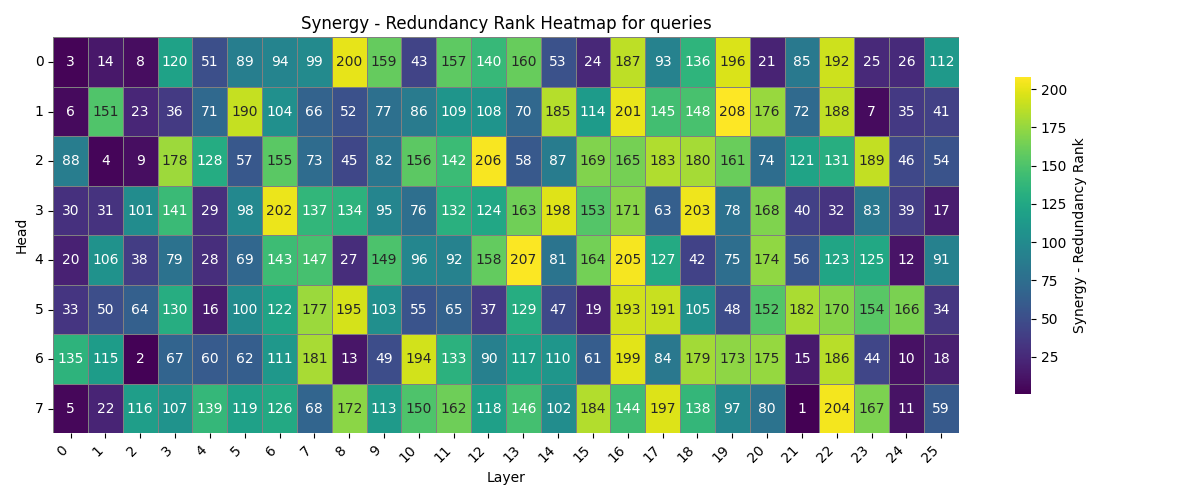 Synergy - Redundancy Rank Heatmap for queries
0 3 14 8 120 51 89 94 99 200 159 43 157 140 160 53 24 187 93 136 196 21 85 192 25 26 112
1 6 151 23 36 71 190 104 66 52 77 86 109 108 70 185 114 201 145 148 208 176 72 188 7 35 41
2 88 4 9 178 128 57 155 73 45 82 156 142 206 58 87 169 165 183 180 161 74 121 131 189 46 54
3 30 31 101 141 29 98 202 137 134 95 76 132 124 163 198 153 171 63 203 78 168 40 32 83 39 17
4 20 106 38 79 28 69 143 147 27 149 96 92 158 207 81 164 205 127 42 75 174 56 123 125 12 91
5 33 50 64 130 16 100 122 177 195 103 55 65 37 129 47 19 193 191 105 48 152 182 170 154 166 34
6 135 115 2 67 60 62 111 181 13 49 194 133 90 117 110 61 199 84 179 173 175 15 186 44 10 18
7 5 22 116 107 139 119 126 68 172 113 150 162 118 146 102 184 144 197 138 97 80 1 204 167 11 59
0 1 2 3 4 5 6 7 8 9 10 11 12 13 14 15 16 17 18 19 20 21 22 23 24 25
Layer
Head
200
175
150
125
100
75
50
25
Synergy - Redundancy Rank